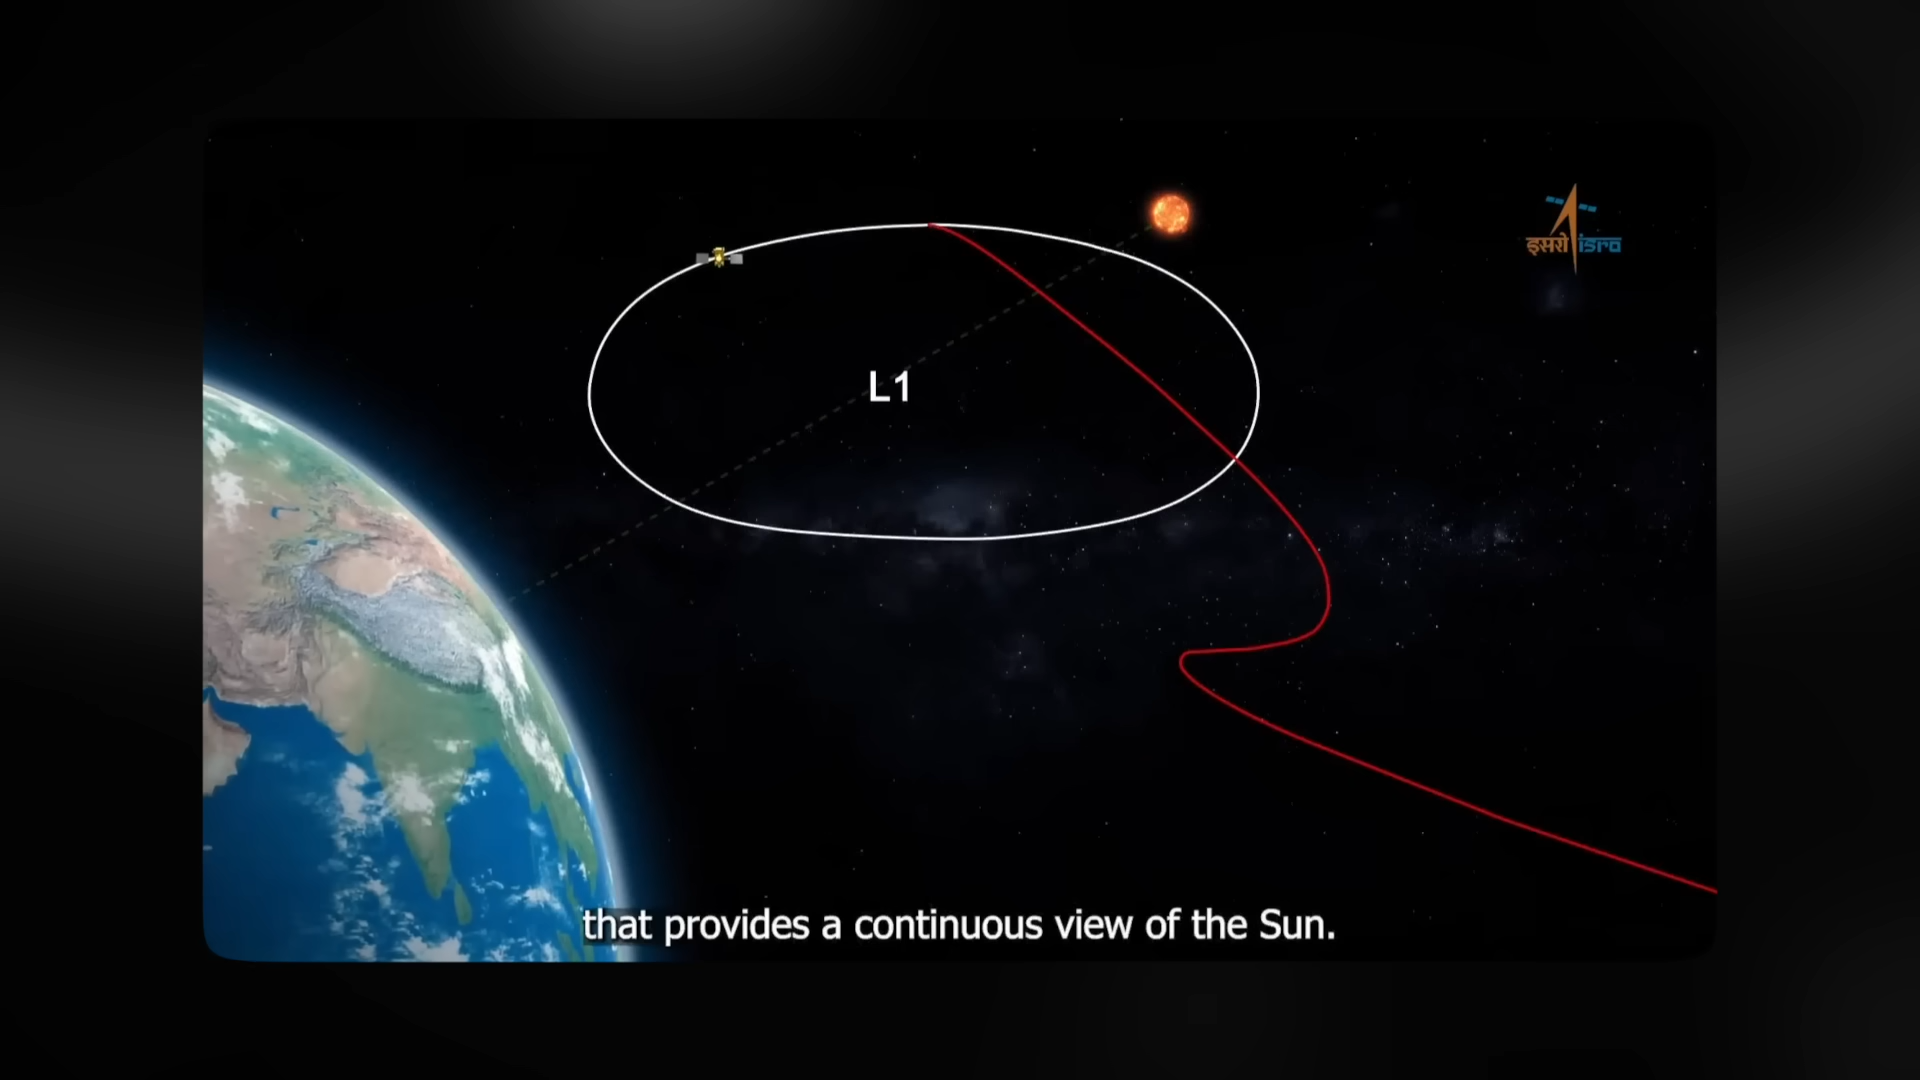 इसरो isro
L1
that provides a continuous view of the Sun.